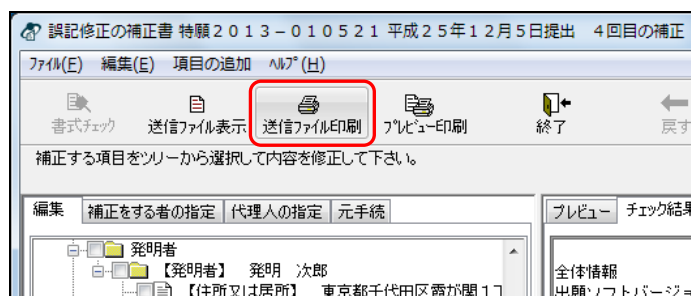 誤記修正の補正書 特願２０１３－０１０５２１ 平成２５年１２月５日提出　４回目の補正
ﾌｧｲﾙ(F) 編集(E) 項目の追加 ﾍﾙﾌﾟ(H)
書式ﾁｪｯｸ 送信ﾌｧｲﾙ表示 送信ﾌｧｲﾙ印刷 ﾌﾟﾚﾋﾞｭｰ印刷 終了 戻す
補正する項目をツリーから選択して内容を修正して下さい。
編集 補正をする者の指定 代理人の指定 元手続 プレビュー チェック結果
発明者
【発明者】　発明　次郎 全体情報
【住所又は居所】　東京都千代田区霞が関１丁 出願ソフトバージョ